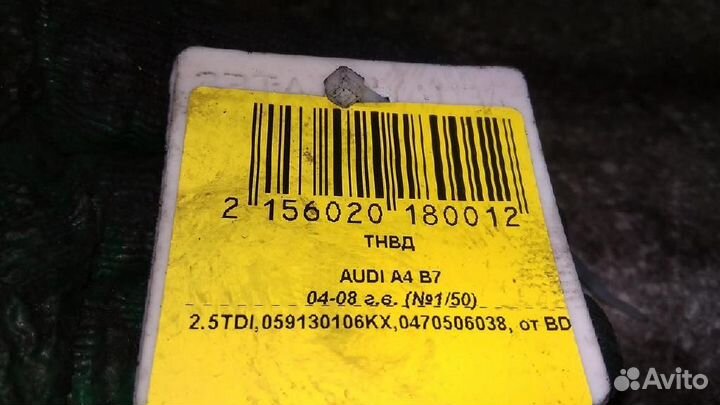 2 156020 180012
ТНВД
AUDI A4 B7
04-08 г.в. (№1/50)
2.5TDI,059130106KX,0470506038, от BD
Avito